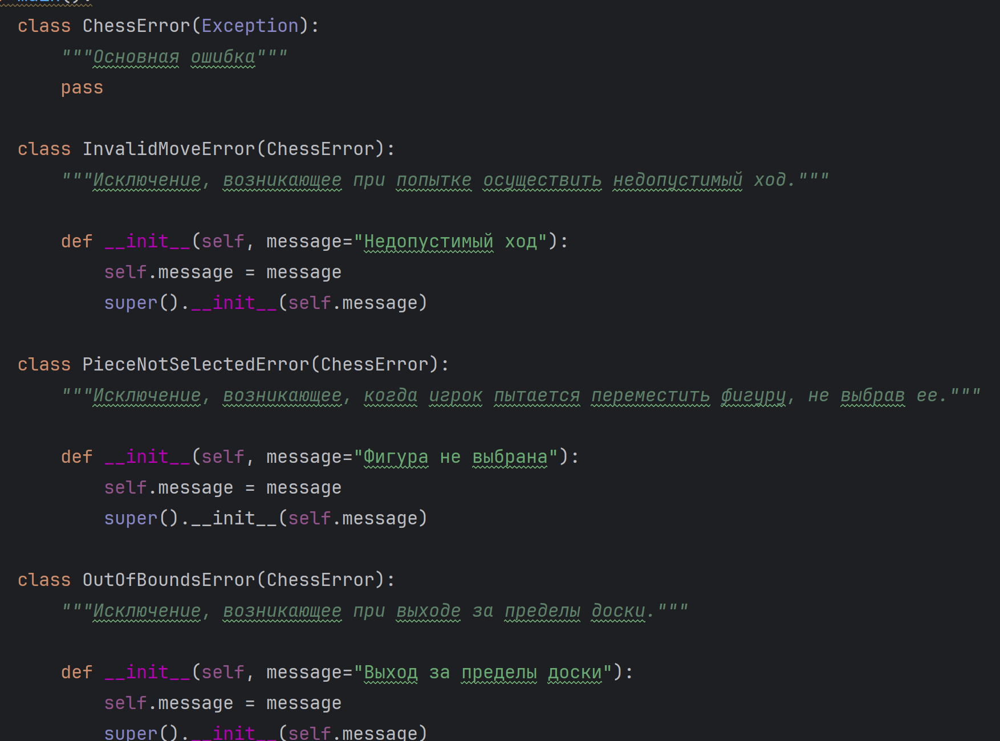 class ChessError(Exception):
"""Основная ошибка"""
pass
class InvalidMoveError(ChessError):
"""Исключение, возникающее при попытке осуществить недопустимый ход."""
def __init__(self, message="Недопустимый ход"):
self.message = message
super().__init__(self.message)
class PieceNotSelectedError(ChessError):
"""Исключение, возникающее, когда игрок пытается переместить фигуру, не выбрав ее."""
def __init__(self, message="Фигура не выбрана"):
self.message = message
super().__init__(self.message)
class OutOfBoundsError(ChessError):
"""Исключение, возникающее при выходе за пределы доски."""
def __init__(self, message="Выход за пределы доски"):
self.message = message
super().__init__(self.message)